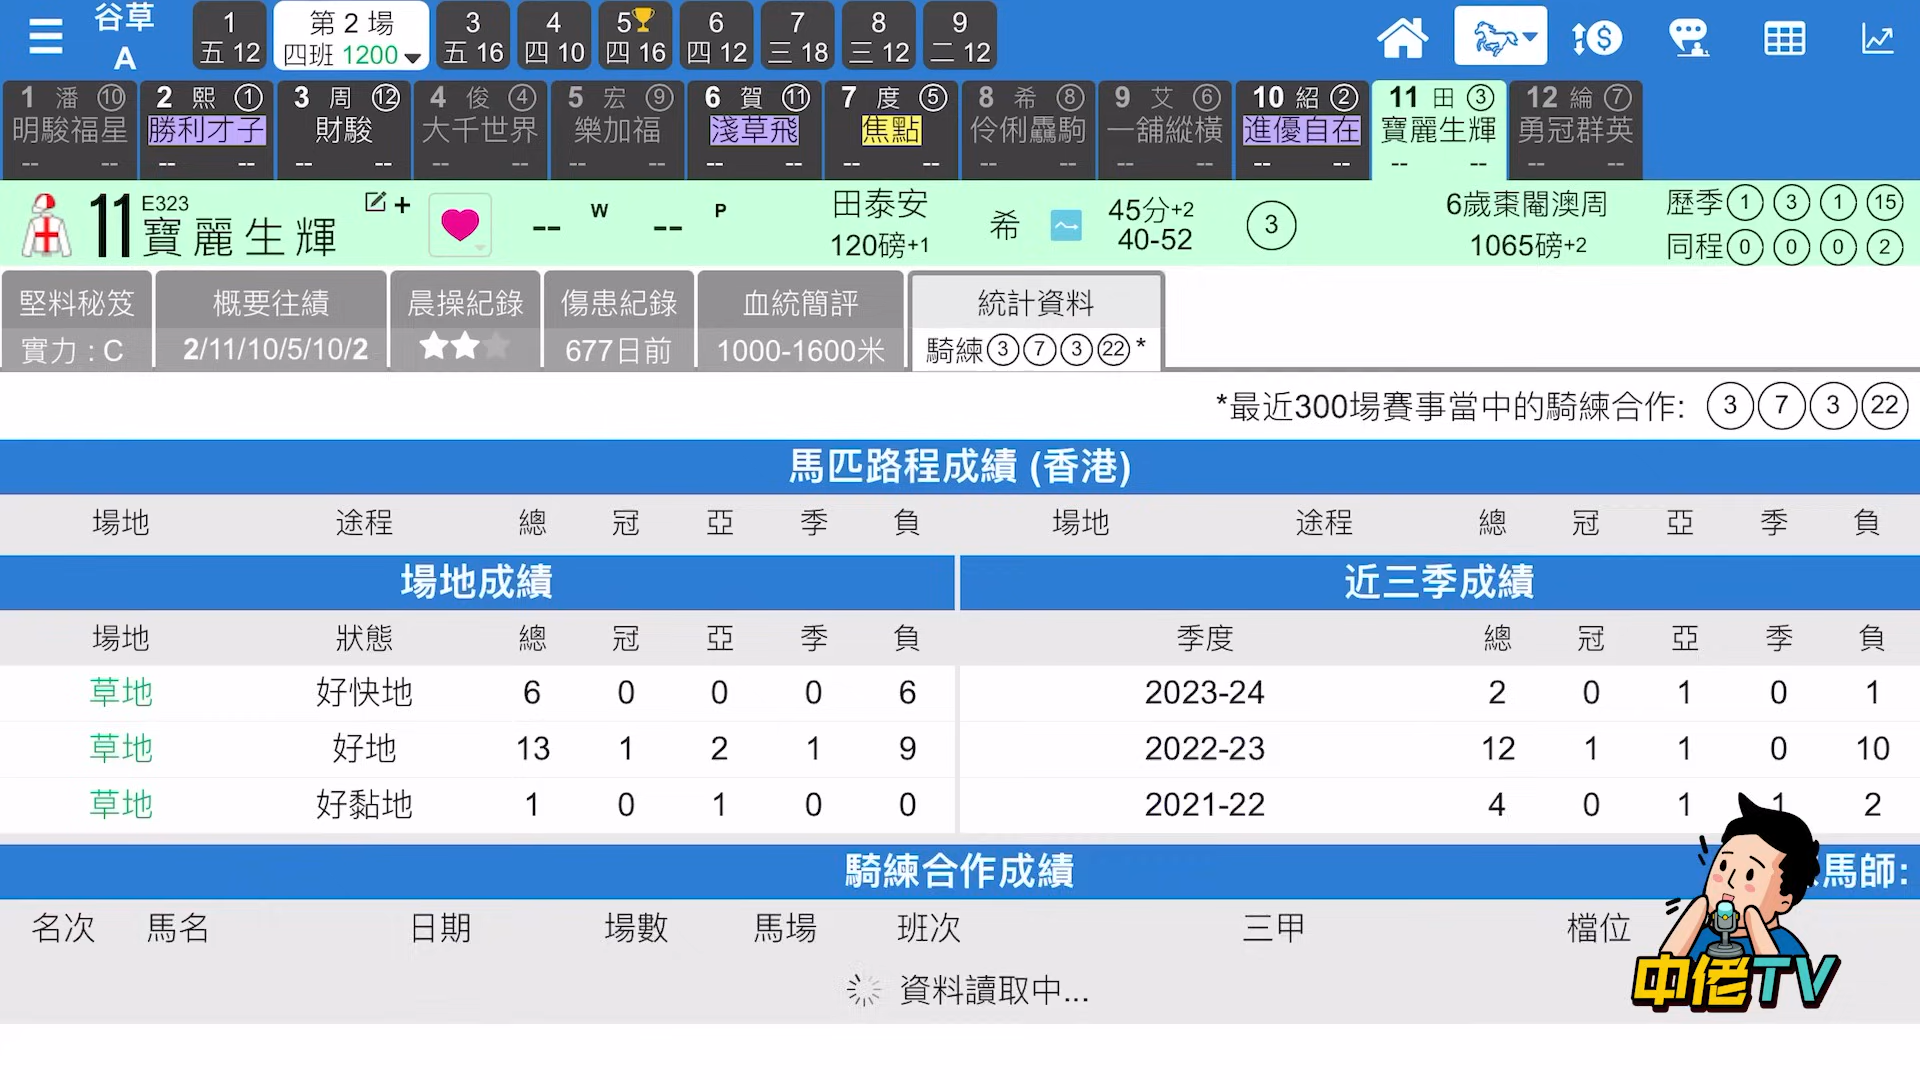 谷草
A
1
五 12
第 2 場
四班 1200
3
五 16
4
四 10
5
四 16
6
四 12
7
三 18
8
三 12
9
二 12
$
1 潘 10
明駿福星
-- --
2 熙 1
勝利才子
-- --
3 周 12
財駿
-- --
4 俊 4
大千世界
-- --
5 宏 9
樂加福
-- --
6 賀 11
淺草飛
-- --
7 度 5
焦點
-- --
8 希 8
伶俐驫駒
-- --
9 艾 6
一舖縱橫
-- --
10 紹 2
進優自在
-- --
11 田 3
寶麗生輝
-- --
12 綸 7
勇冠群英
-- --
11
E323
寶麗生輝
+
-- W
-- P
田泰安
120磅+1
希
45分+2
40-52
3
6歲棗閹澳周
1065磅+2
歷季 1 3 1 15
同程 0 0 0 2
堅料秘笈
實力 : C
概要往績
2/11/10/5/10/2
晨操紀錄
傷患紀錄
677日前
血統簡評
1000-1600米
統計資料
騎練 3 7 3 22 *
*最近300場賽事當中的騎練合作: 3 7 3 22
馬匹路程成績 (香港)
場地 途程 總 冠 亞 季 負 場地 途程 總 冠 亞 季 負
場地成績
場地 狀態 總 冠 亞 季 負
草地 好快地 6 0 0 0 6
草地 好地 13 1 2 1 9
草地 好黏地 1 0 1 0 0
近三季成績
季度 總 冠 亞 季 負
2023-24 2 0 1 0 1
2022-23 12 1 1 0 10
2021-22 4 0 1 1 2
騎練合作成績
馬師:
名次 馬名 日期 場數 馬場 班次 三甲 檔位
資料讀取中...
中佬TV